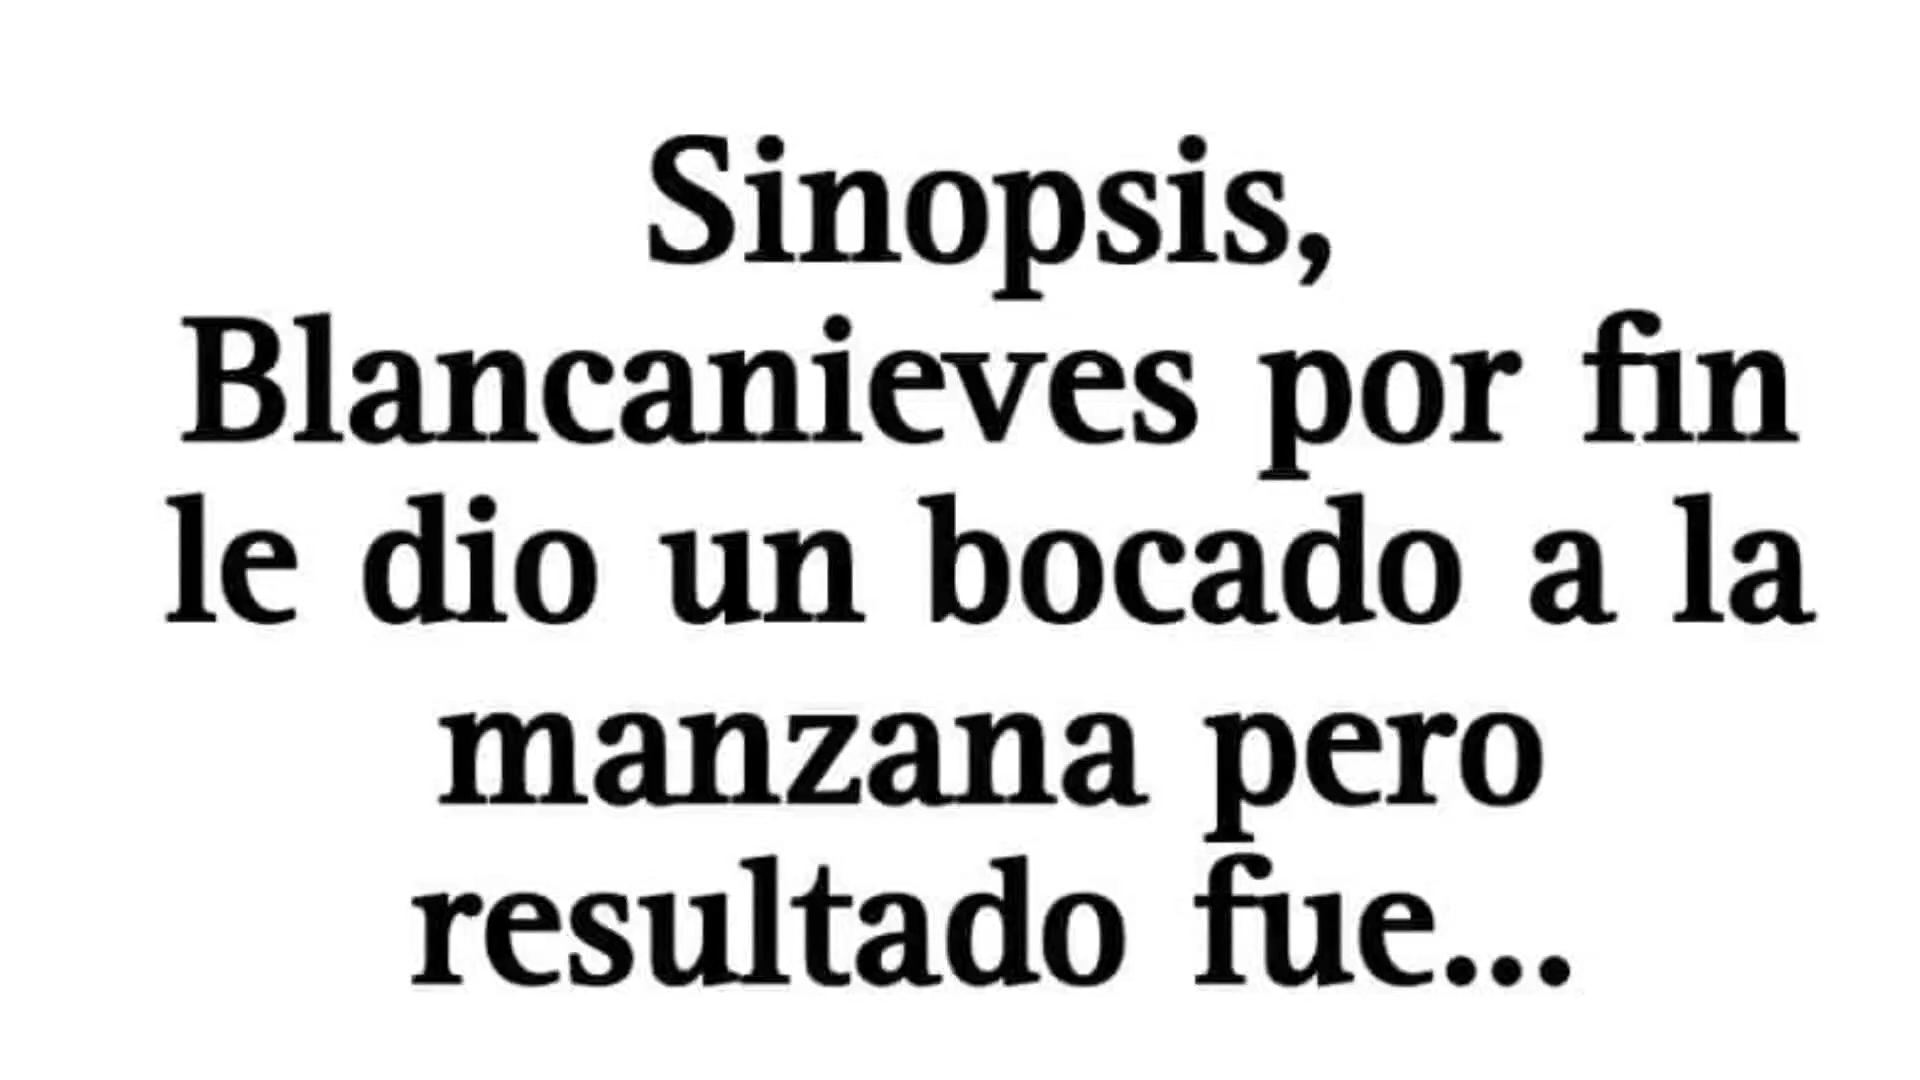 Sinopsis,
Blancanieves por fin
le dio un bocado a la
manzana pero
resultado fue...